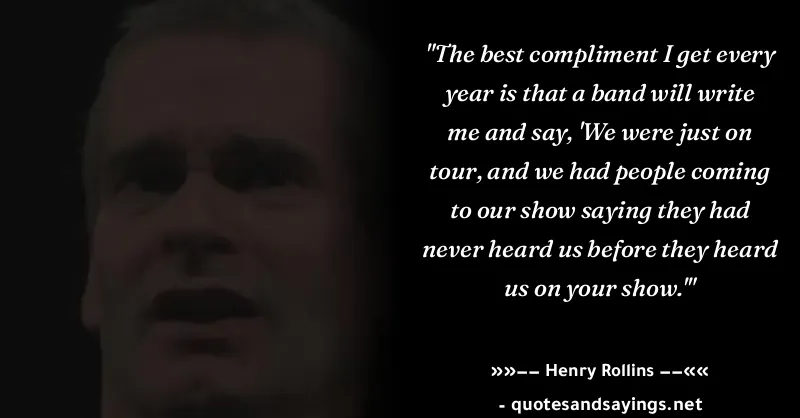 "The best compliment I get every
year is that a band will write
me and say, 'We were just on
tour, and we had people coming
to our show saying they had
never heard us before they heard
us on your show.'"
»»−− Henry Rollins −−««
- quotesandsayings.net